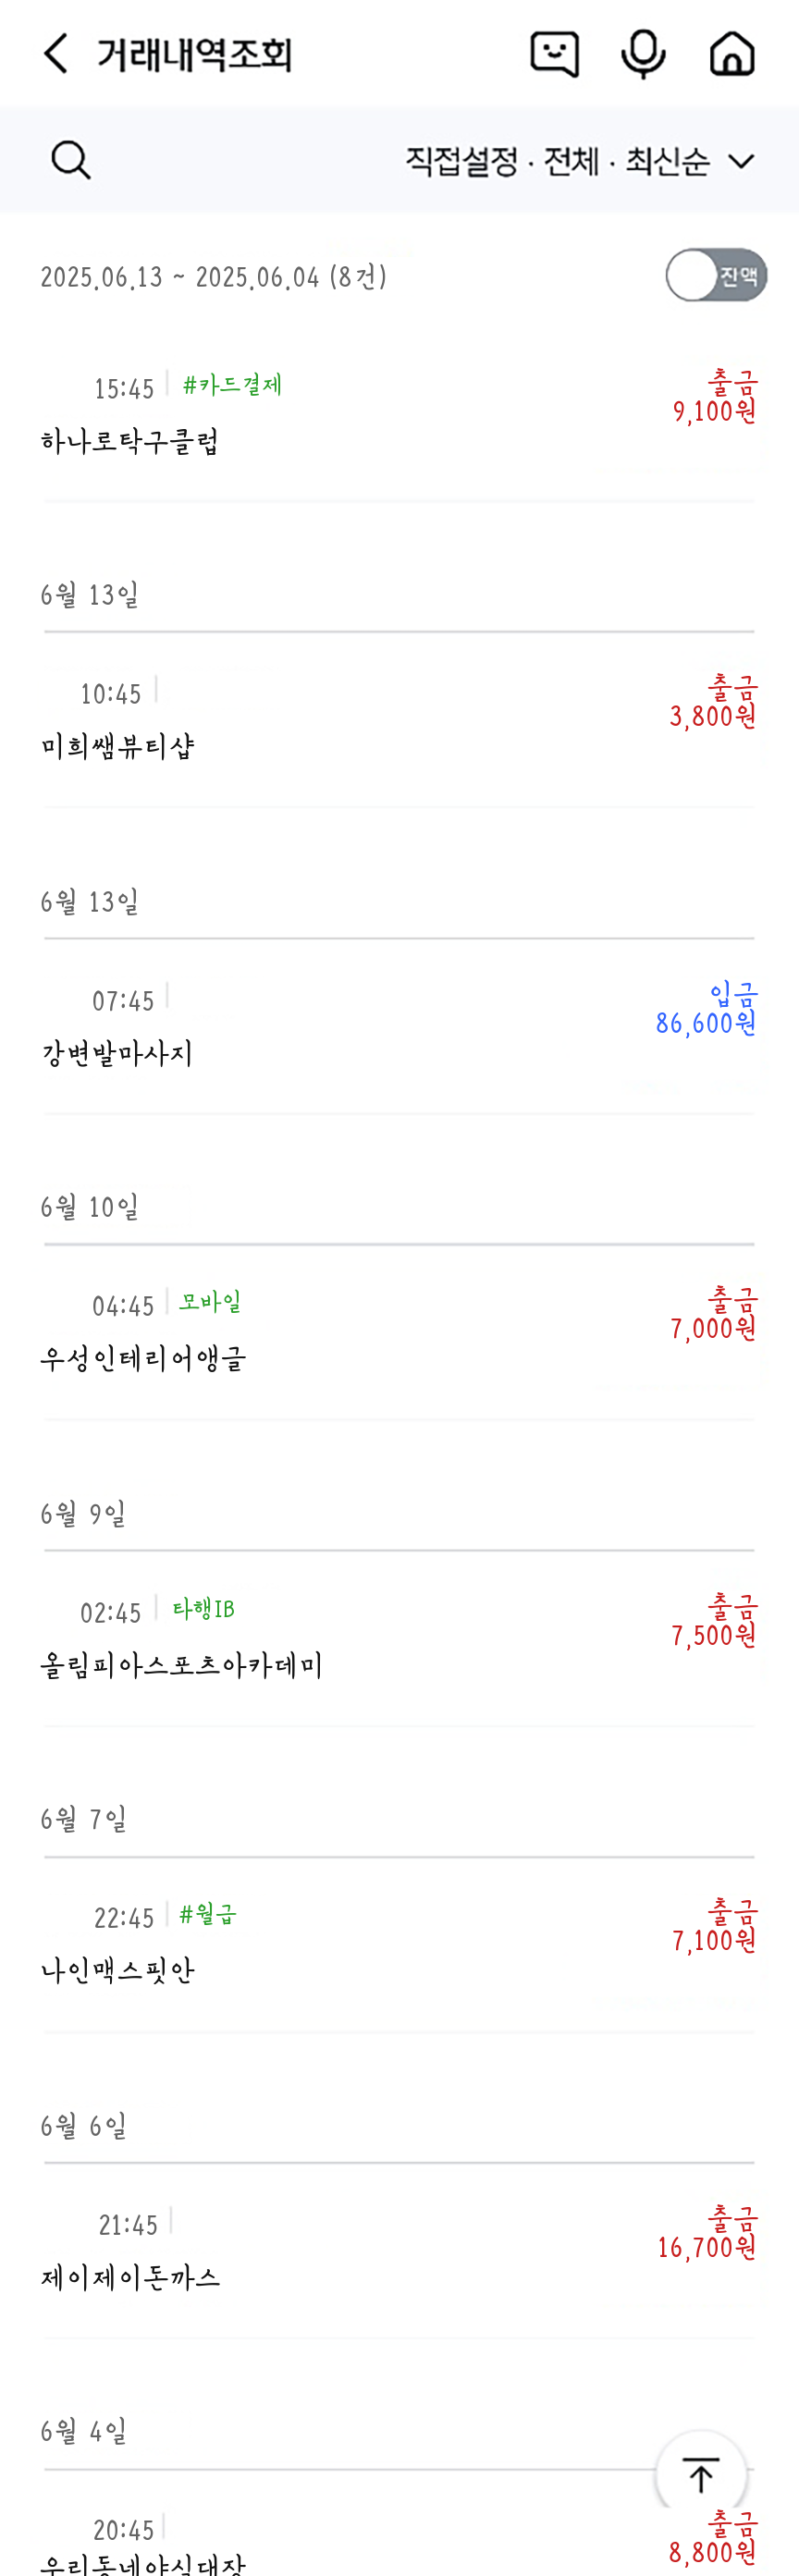 거래내역조회
직접설정 · 전체 · 최신순
2025.06.13 ~ 2025.06.04 (8건)
잔액
15:45 #카드결제
출금
9,100원
하나로탁구클럽
6월 13일
10:45
출금
3,800원
미희쌤뷰티샵
6월 13일
07:45
입금
86,600원
강변발마사지
6월 10일
04:45 모바일
출금
7,000원
우성인테리어앵글
6월 9일
02:45 타행IB
출금
7,500원
올림피아스포츠아카데미
6월 7일
22:45 #월급
출금
7,100원
나인맥스핏안
6월 6일
21:45
출금
16,700원
제이제이돈까스
6월 4일
20:45
출금
8,800원
우리동네야식대장